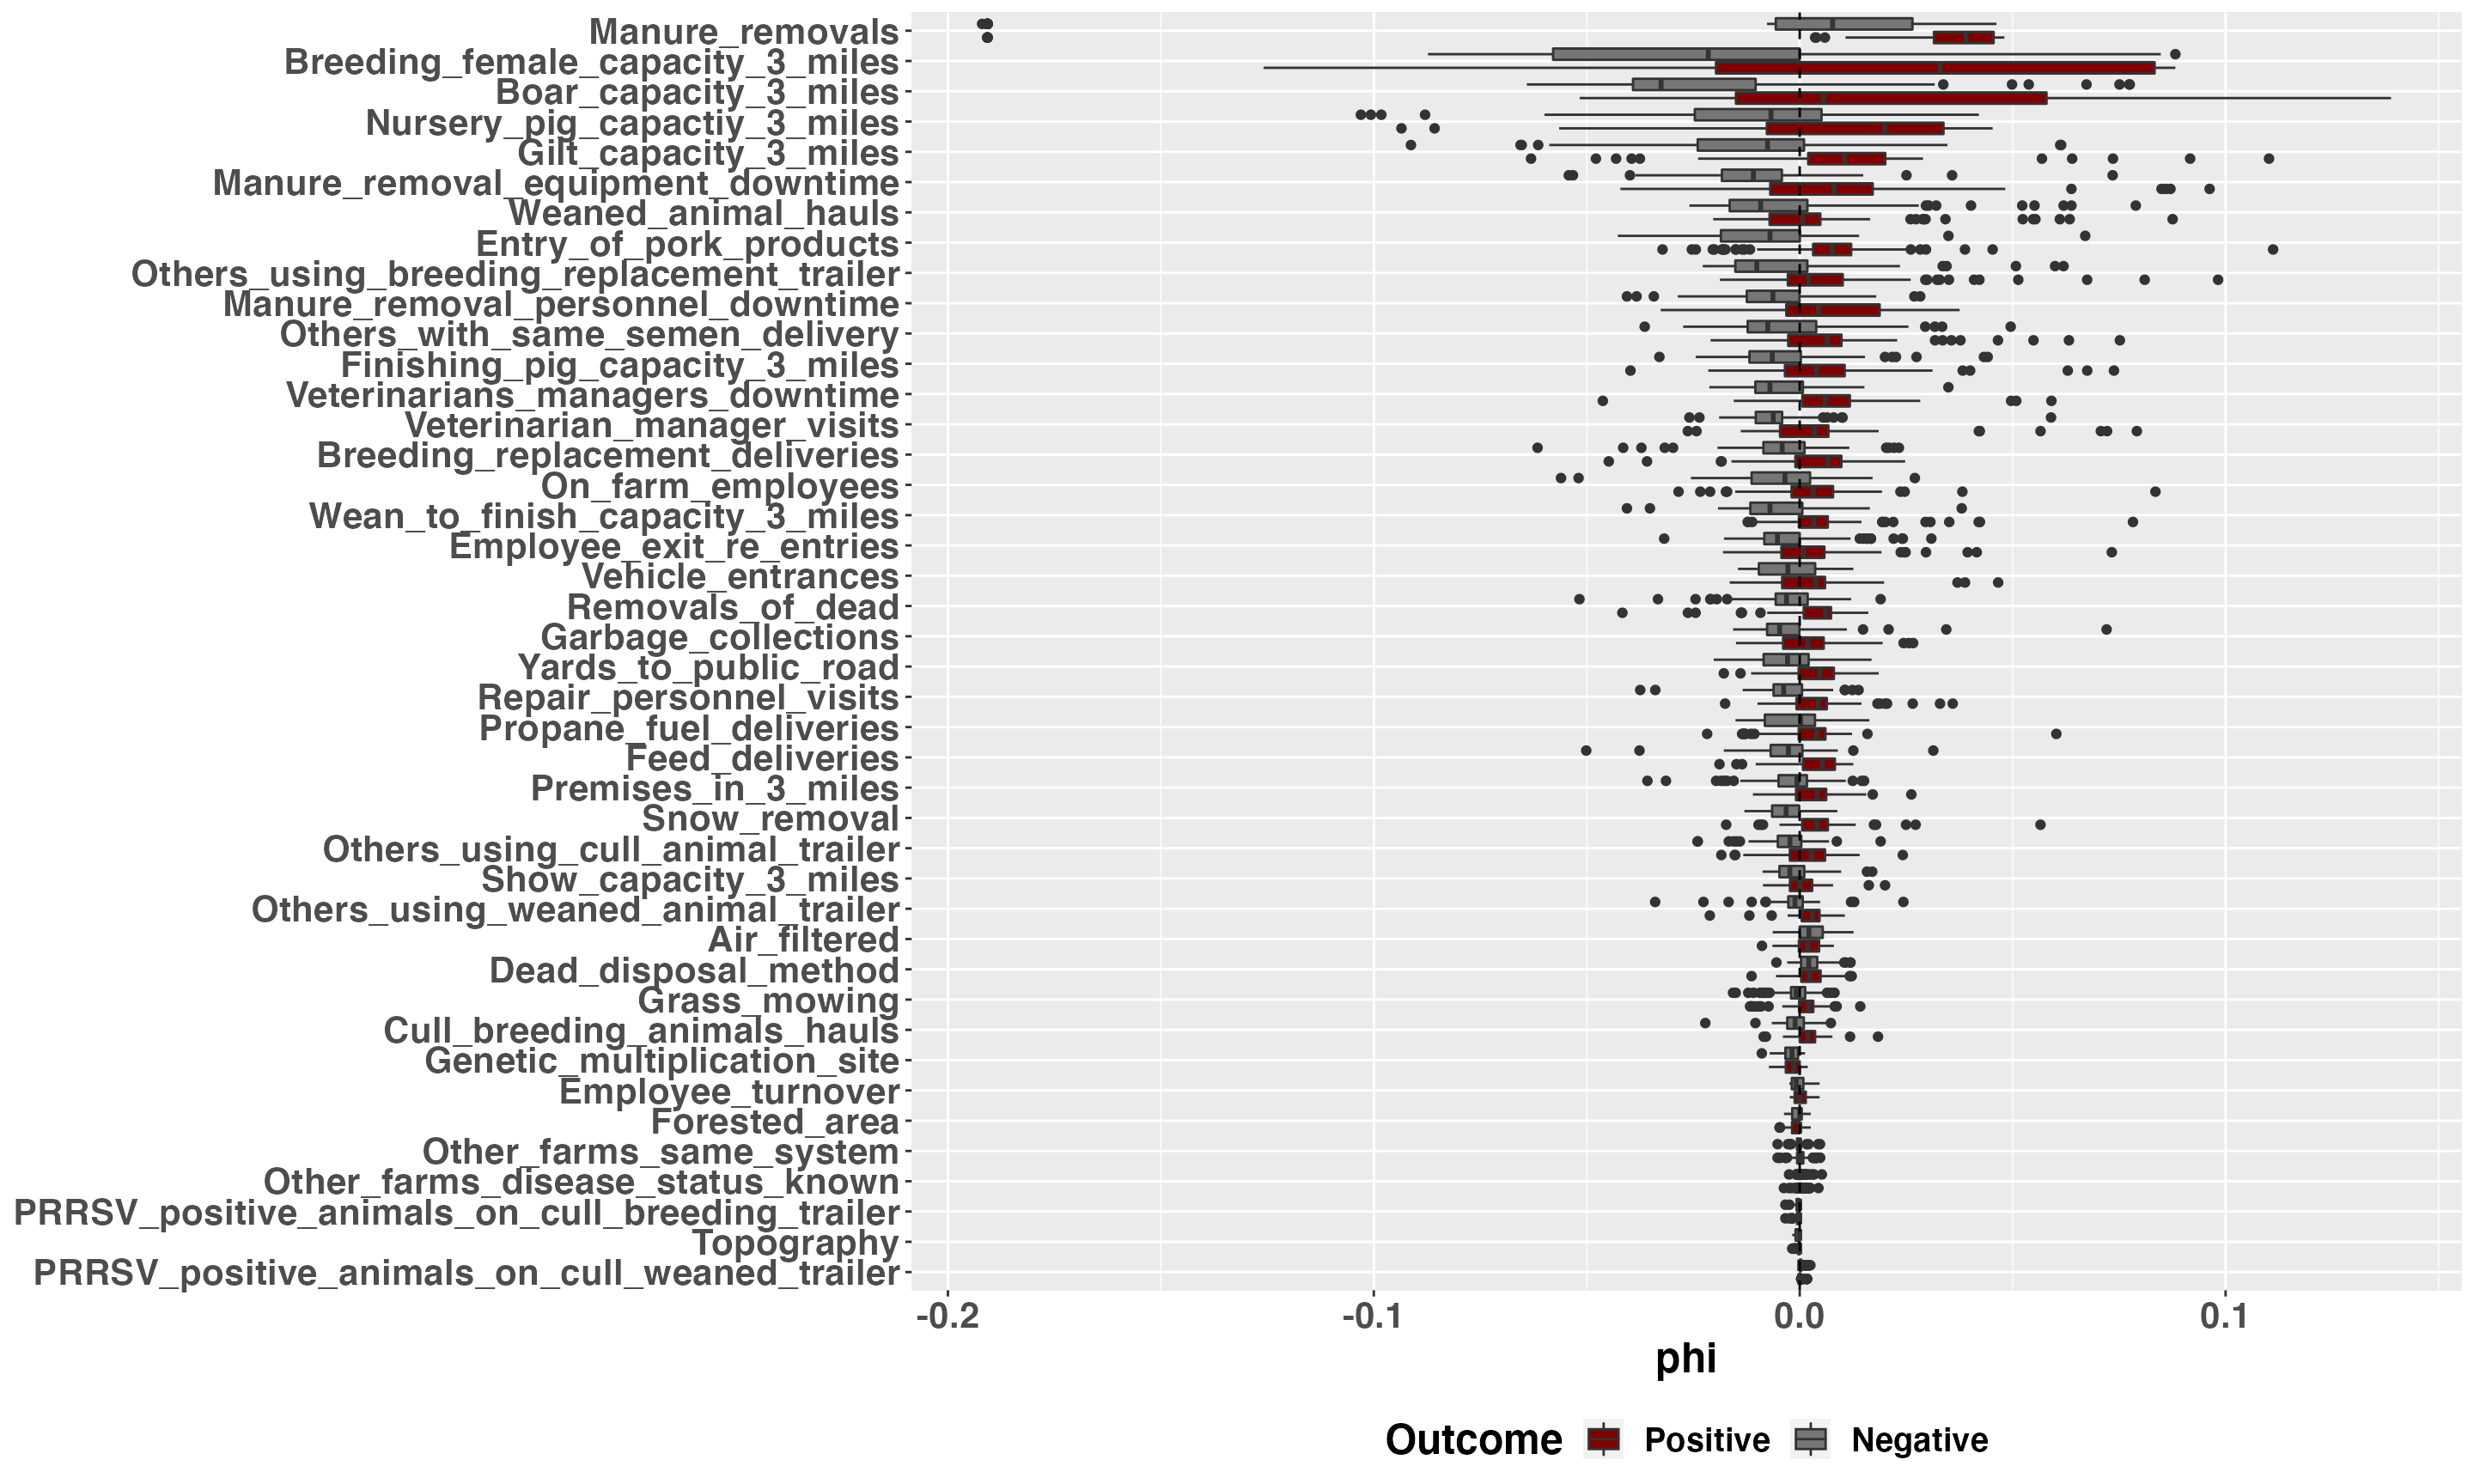 Manure_removals
Breeding_female_capacity_3_miles
Boar_capacity_3_miles
Nursery_pig_capactiy_3_miles
Gilt_capacity_3_miles
Manure_removal_equipment_downtime
Weaned_animal_hauls
Entry_of_pork_products
Others_using_breeding_replacement_trailer
Manure_removal_personnel_downtime
Others_with_same_semen_delivery
Finishing_pig_capacity_3_miles
Veterinarians_managers_downtime
Veterinarian_manager_visits
Breeding_replacement_deliveries
On_farm_employees
Wean_to_finish_capacity_3_miles
Employee_exit_re_entries
Vehicle_entrances
Removals_of_dead
Garbage_collections
Yards_to_public_road
Repair_personnel_visits
Propane_fuel_deliveries
Feed_deliveries
Premises_in_3_miles
Snow_removal
Others_using_cull_animal_trailer
Show_capacity_3_miles
Others_using_weaned_animal_trailer
Air_filtered
Dead_disposal_method
Grass_mowing
Cull_breeding_animals_hauls
Genetic_multiplication_site
Employee_turnover
Forested_area
Other_farms_same_system
Other_farms_disease_status_known
PRRSV_positive_animals_on_cull_breeding_trailer
Topography
PRRSV_positive_animals_on_cull_weaned_trailer
-0.2 -0.1 0.0 0.1
phi
Outcome Positive Negative